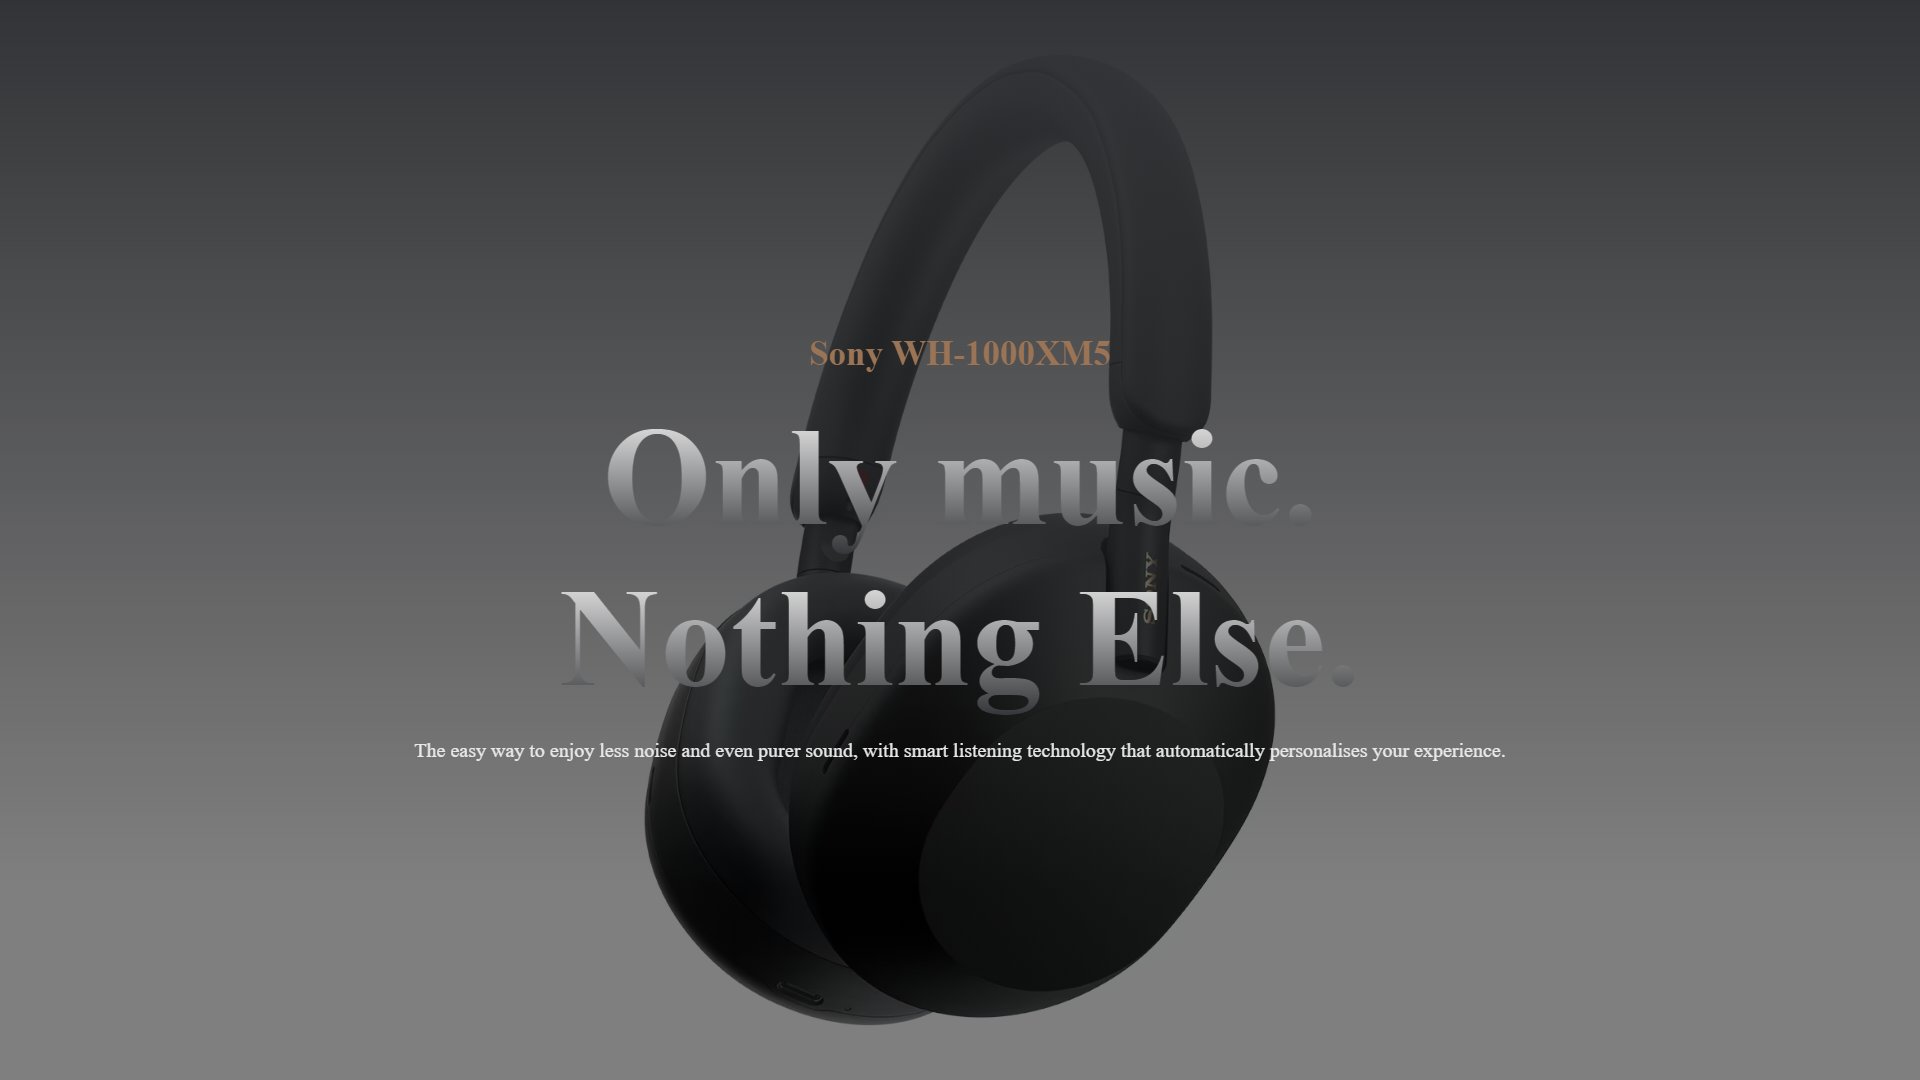 Sony WH-1000XM5
Only music.
Nothing Else.
SONY
The easy way to enjoy less noise and even purer sound, with smart listening technology that automatically personalises your experience.